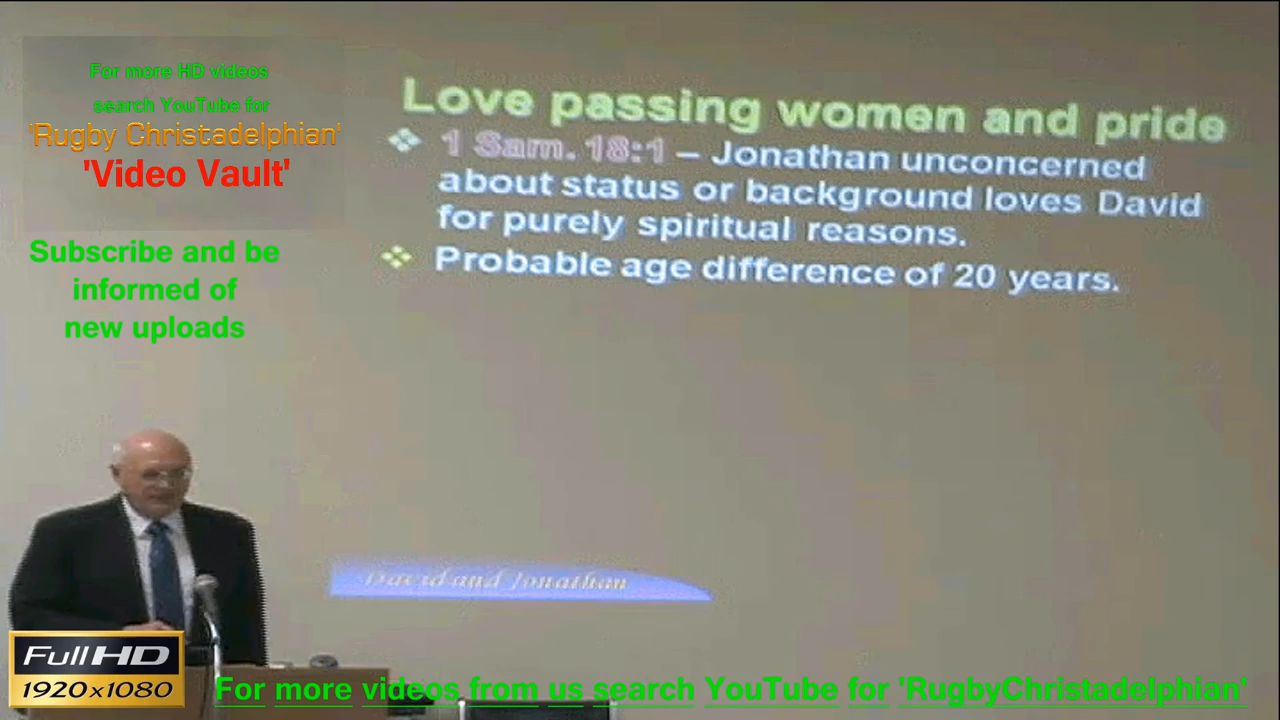 For more HD videos
search YouTube for
'Rugby Christadelphian'
'Video Vault'
Subscribe and be
informed of
new uploads
Love passing women and pride
1 Sam. 18:1 – Jonathan unconcerned
about status or background loves David
for purely spiritual reasons.
Probable age difference of 20 years.
David and Jonathan
Full HD
1920x1080
For more videos from us search YouTube for 'RugbyChristadelphian'